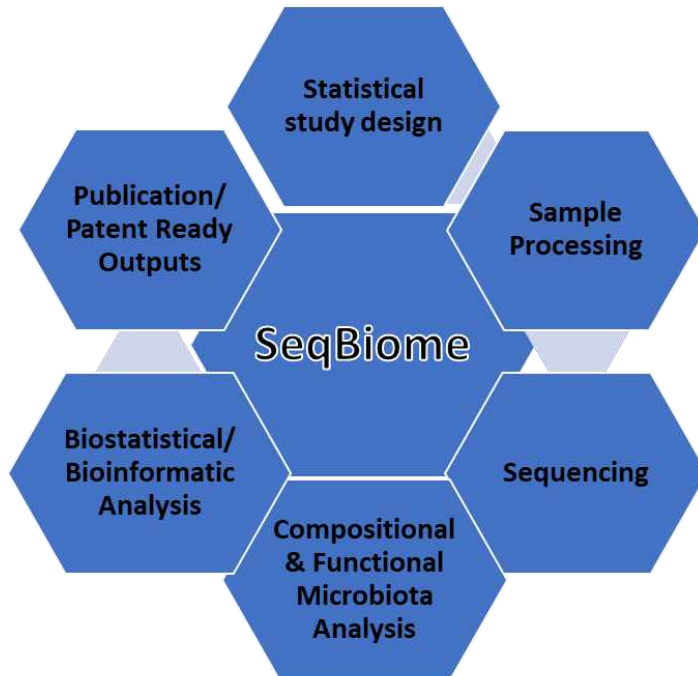 Statistical
study design
Publication/
Patent Ready
Outputs
Sample
Processing
SeqBiome
Biostatistical/
Bioinformatic
Analysis
Sequencing
Compositional
& Functional
Microbiota
Analysis